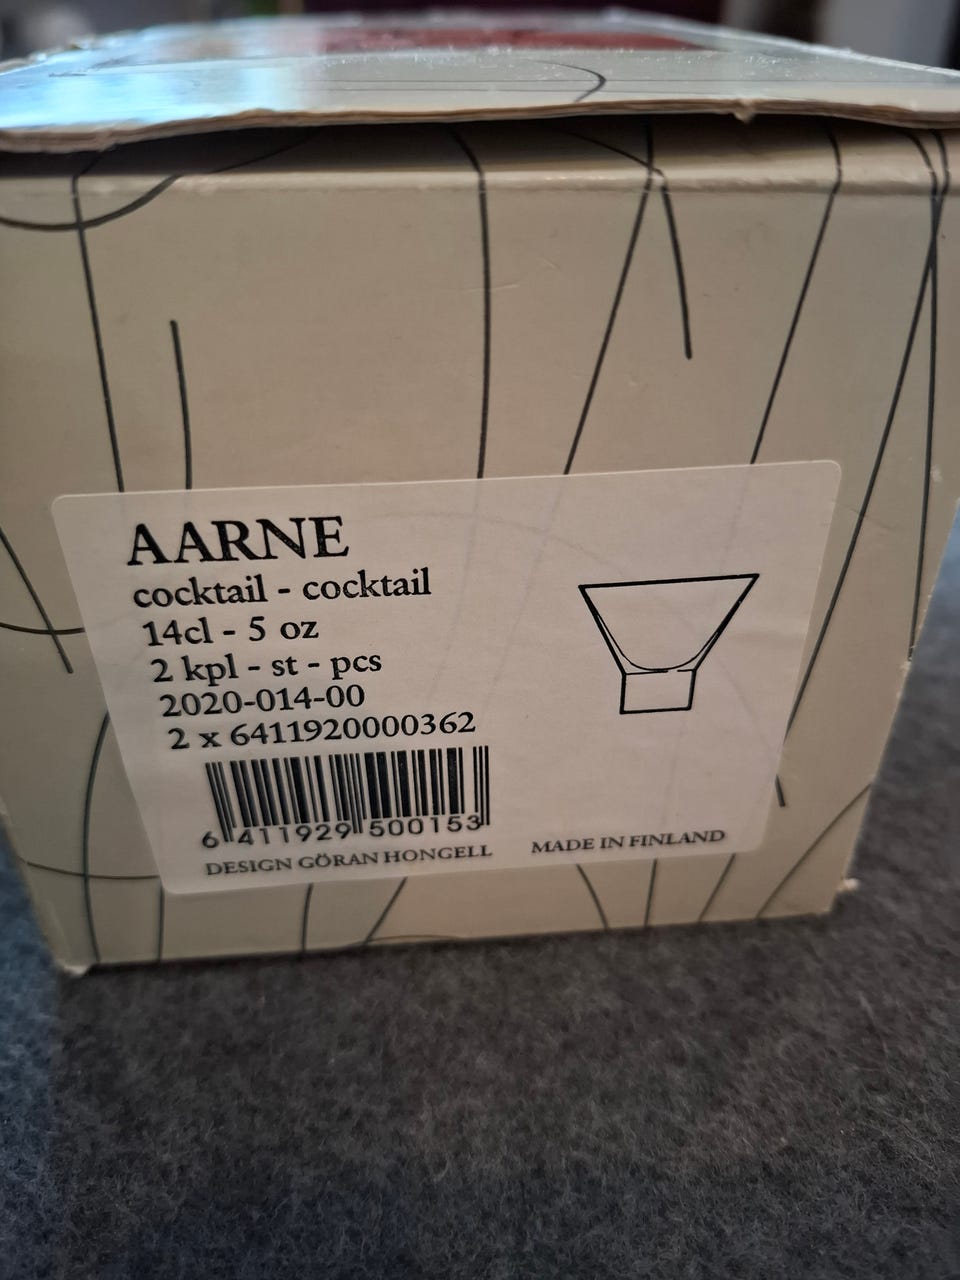 AARNE
cocktail - cocktail
14cl - 5 oz
2 kpl - st - pcs
2020-014-00
2 x 6411920000362
6 411929 500153
DESIGN GÖRAN HONGELL
MADE IN FINLAND